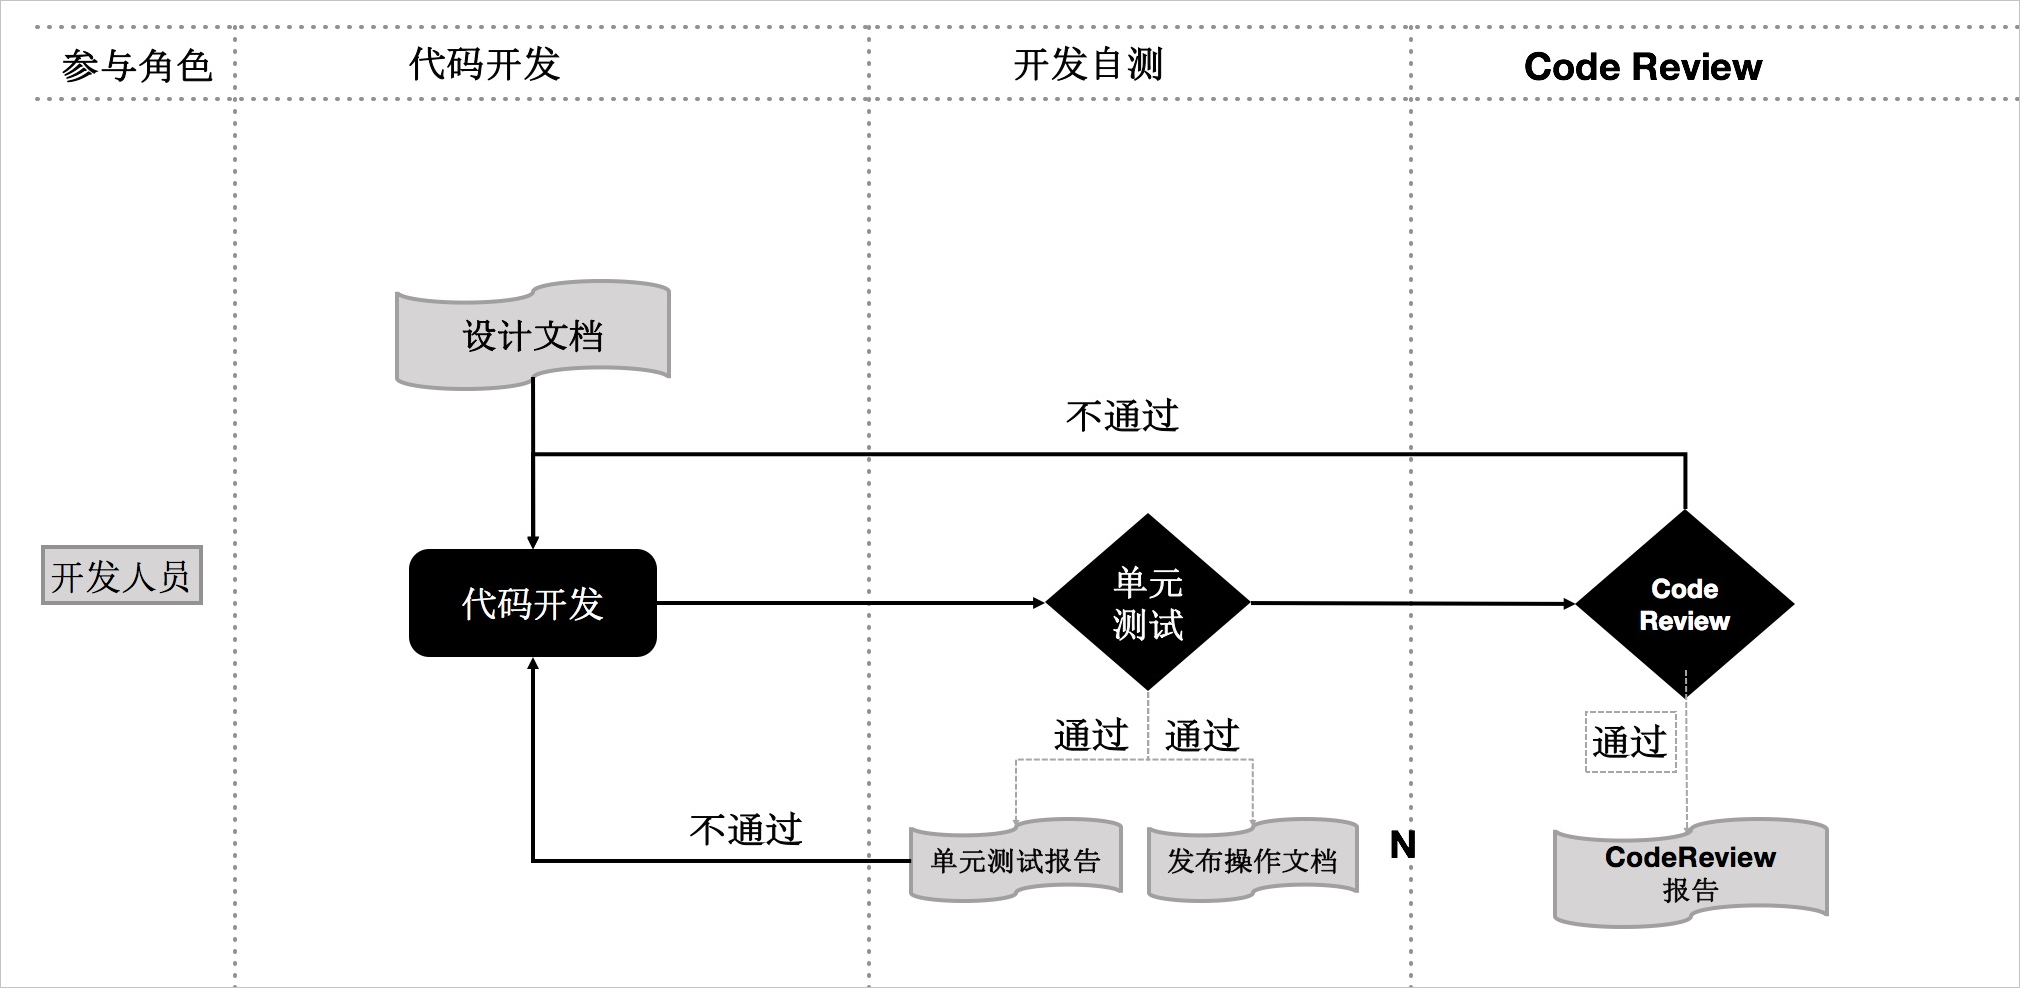 参与角色
代码开发
开发自测
Code Review
设计文档
不通过
开发人员
代码开发
单元
测试
Code
Review
通过
通过
通过
不通过
单元测试报告
发布操作文档
N
CodeReview
报告